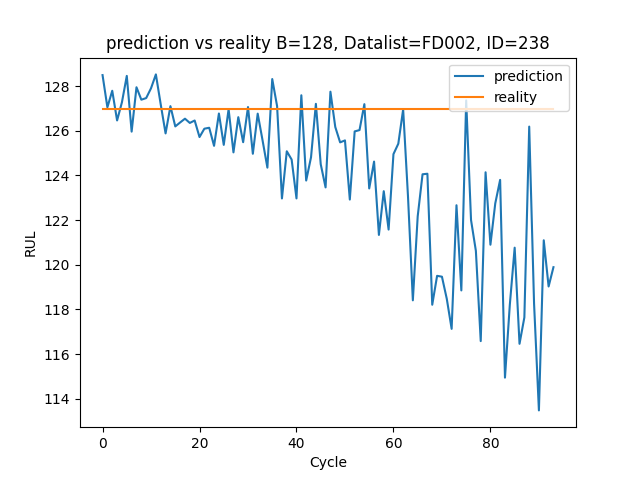 prediction vs reality B=128, Datalist=FD002, ID=238
prediction
reality
128
126
124
122
120
118
116
114
RUL
0 20 40 60 80
Cycle